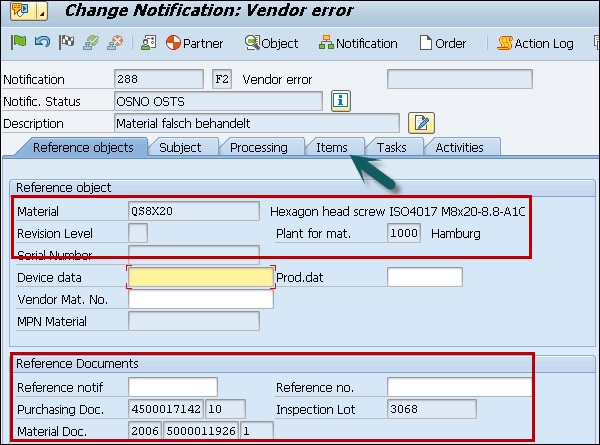 Change Notification: Vendor error
Partner Object Notification Order Action Log
Notification 288 F2 Vendor error
Notific. Status OSNO OSTS
Description Material falsch behandelt
Reference objects Subject Processing Items Tasks Activities
Reference object
Material QS8X20 Hexagon head screw ISO4017 M8x20-8.8-A1C
Revision Level Plant for mat. 1000 Hamburg
Serial Number
Device data Prod.dat
Vendor Mat. No.
MPN Material
Reference Documents
Reference notif Reference no.
Purchasing Doc. 4500017142 10 Inspection Lot 3068
Material Doc. 2006 5000011926 1